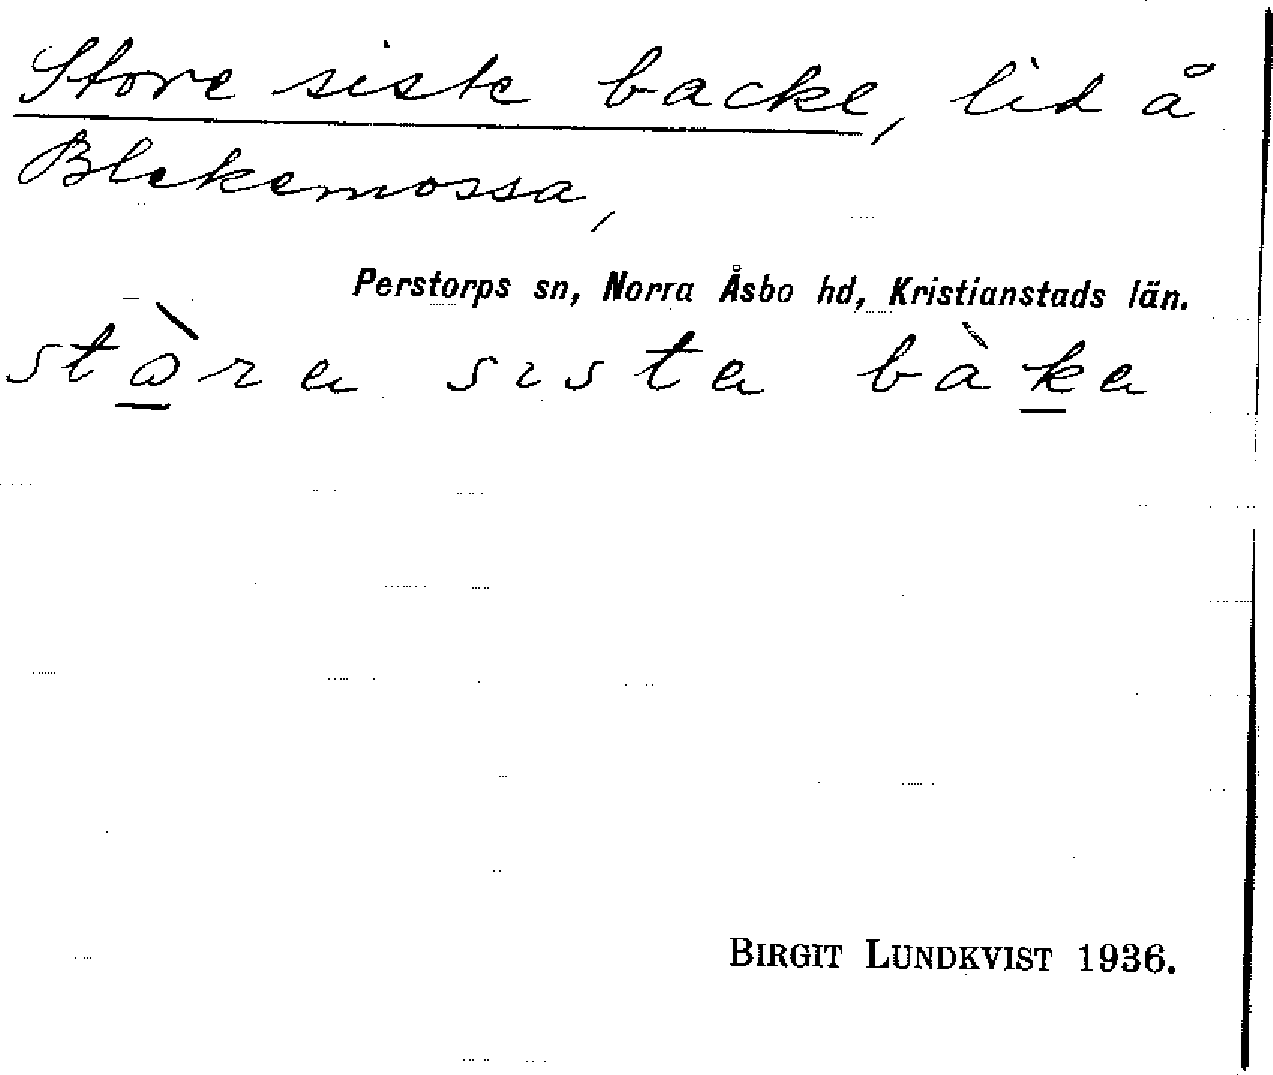 Store siste backe, lid å
Blekemossa,
Perstorps sn, Norra Åsbo hd, Kristianstads län.
stòra sista bàka
BIRGIT LUNDKVIST 1936.